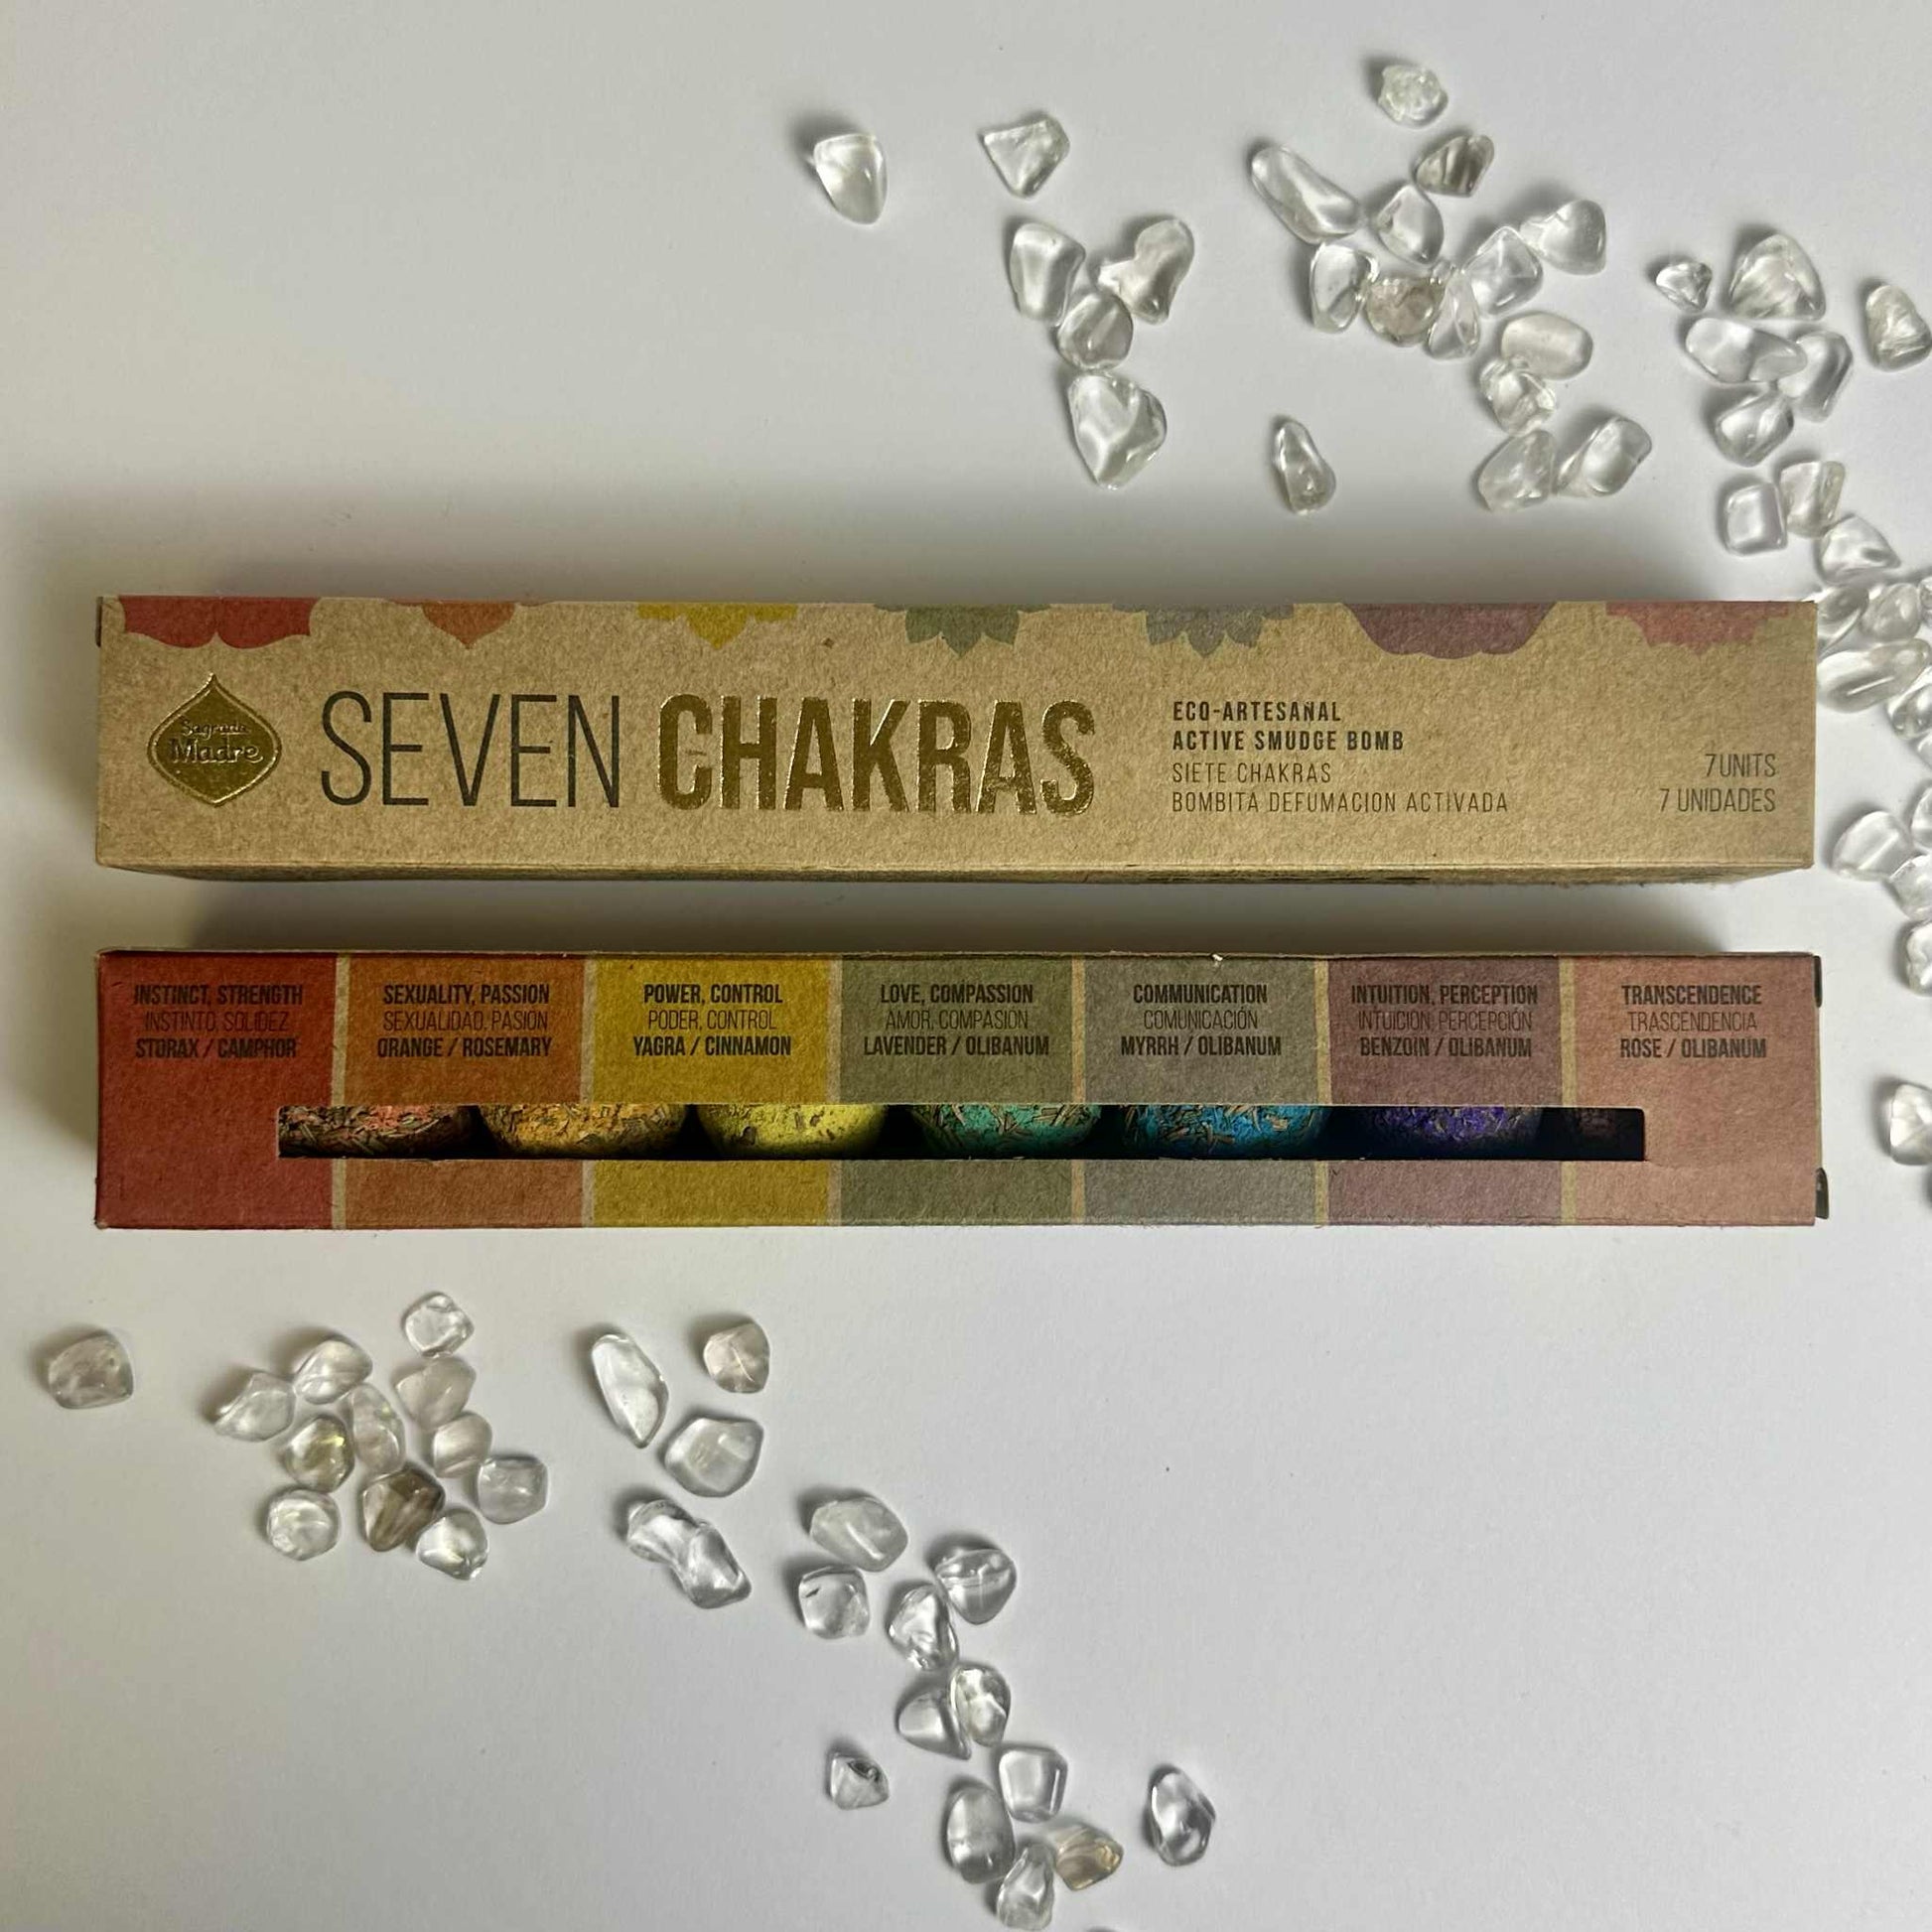 Sagrada
Madre
SEVEN CHAKRAS
ECO-ARTESANAL
ACTIVE SMUDGE BOMB
SIETE CHAKRAS
BOMBITA DEFUMACION ACTIVADA
7 UNITS
7 UNIDADES
INSTINCT, STRENGTH
INSTINTO, SOLIDEZ
STORAX / CAMPHOR
SEXUALITY, PASSION
SEXUALIDAD, PASIÓN
ORANGE / ROSEMARY
POWER, CONTROL
PODER, CONTROL
YAGRA / CINNAMON
LOVE, COMPASSION
AMOR, COMPASIÓN
LAVENDER / OLIBANUM
COMMUNICATION
COMUNICACIÓN
MYRRH / OLIBANUM
INTUITION, PERCEPTION
INTUICION, PERCEPCIÓN
BENZOIN / OLIBANUM
TRANSCENDENCE
TRASCENDENCIA
ROSE / OLIBANUM